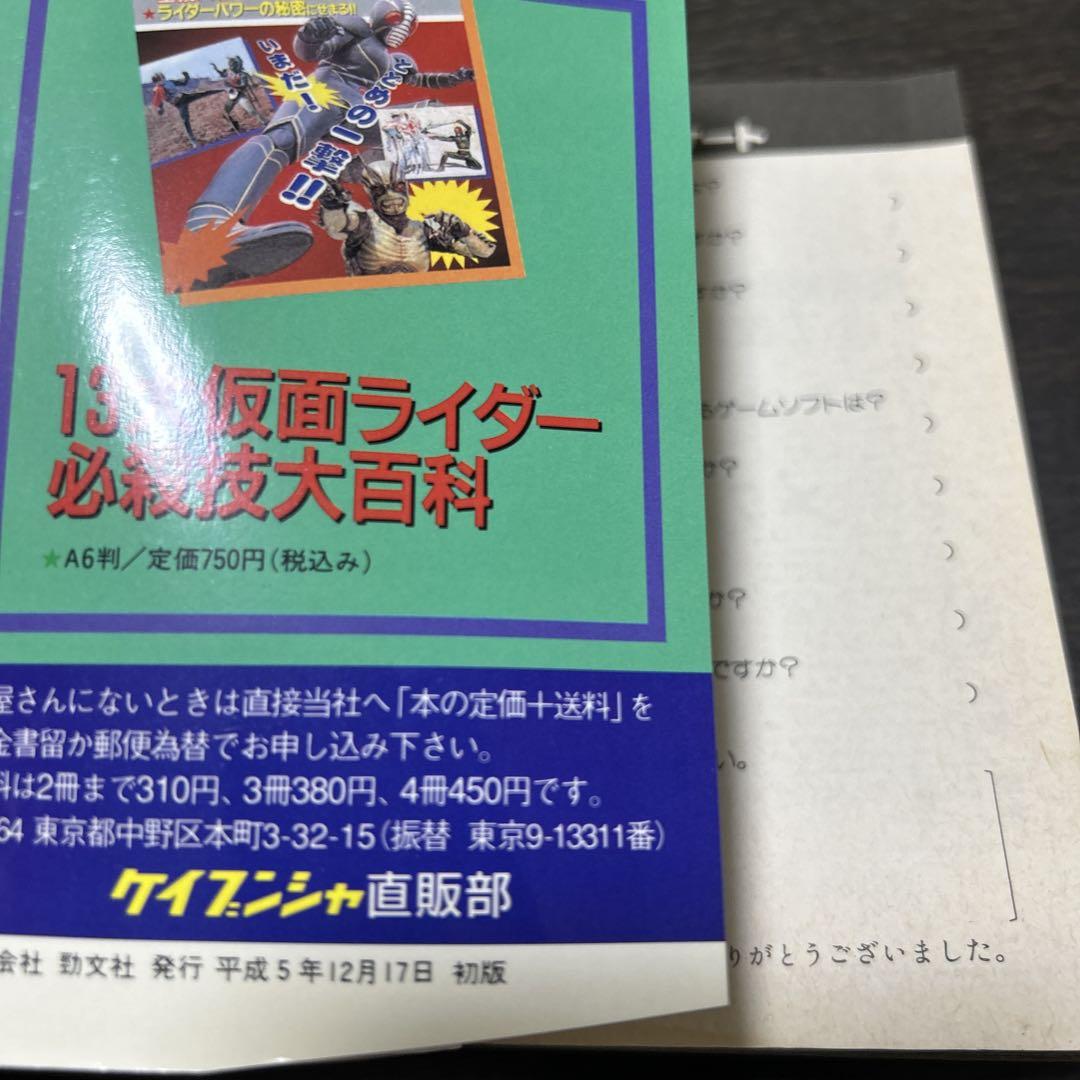 ★ライダーパワーの秘密にせまる!!
いまだ!
とどめの一撃!!
13大仮面ライダー
必殺技大百科
★A6判／定価750円(税込み)
屋さんにないときは直接当社へ「本の定価＋送料」を
金書留か郵便為替でお申し込み下さい。
料は2冊まで310円、3冊380円、4冊450円です。
64 東京都中野区本町3-32-15(振替 東京9-13311番)
ケイブンシャ直販部
会社 勁文社 発行 平成5年12月17日 初版
ート
ゲームソフトは?
か?
か?
ですか?
い。
りがとうございました。